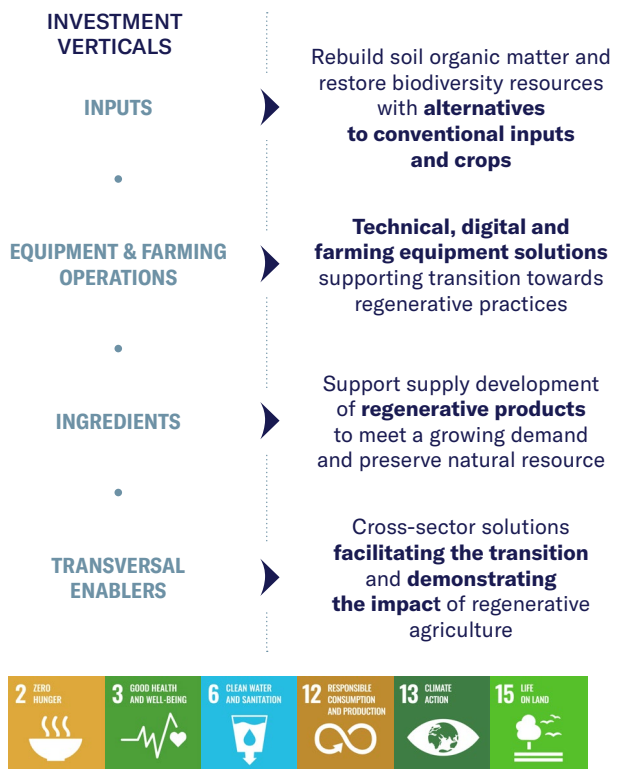 INVESTMENT
VERTICALS
INPUTS
Rebuild soil organic matter and
restore biodiversity resources
with alternatives
to conventional inputs
and crops
EQUIPMENT & FARMING
OPERATIONS
Technical, digital and
farming equipment solutions
supporting transition towards
regenerative practices
INGREDIENTS
Support supply development
of regenerative products
to meet a growing demand
and preserve natural resource
TRANSVERSAL
ENABLERS
Cross-sector solutions
facilitating the transition
and demonstrating
the impact of regenerative
agriculture
2 ZERO
HUNGER
3 GOOD HEALTH
AND WELL-BEING
6 CLEAN WATER
AND SANITATION
12 RESPONSIBLE
CONSUMPTION
AND PRODUCTION
13 CLIMATE
ACTION
15 LIFE
ON LAND